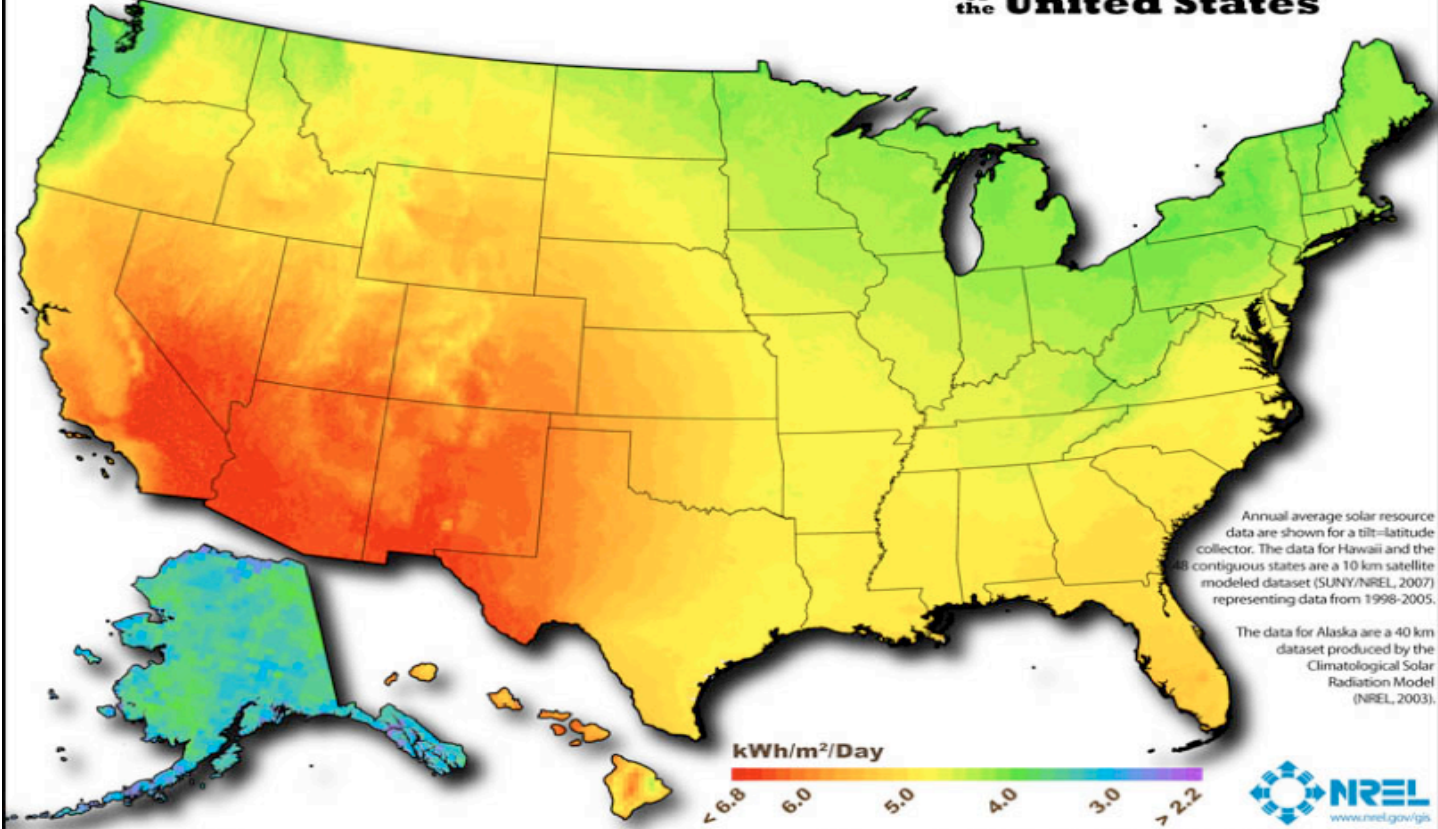 the United States
Annual average solar resource
data are shown for a tilt=latitude
collector. The data for Hawaii and the
48 contiguous states are a 10 km satellite
modeled dataset (SUNY/NREL, 2007)
representing data from 1998-2005.
The data for Alaska are a 40 km
dataset produced by the
Climatological Solar
Radiation Model
(NREL, 2003).
kWh/m²/Day
< 6.8 6.0 5.0 4.0 3.0 > 2.2
NREL
www.nrel.gov/gis